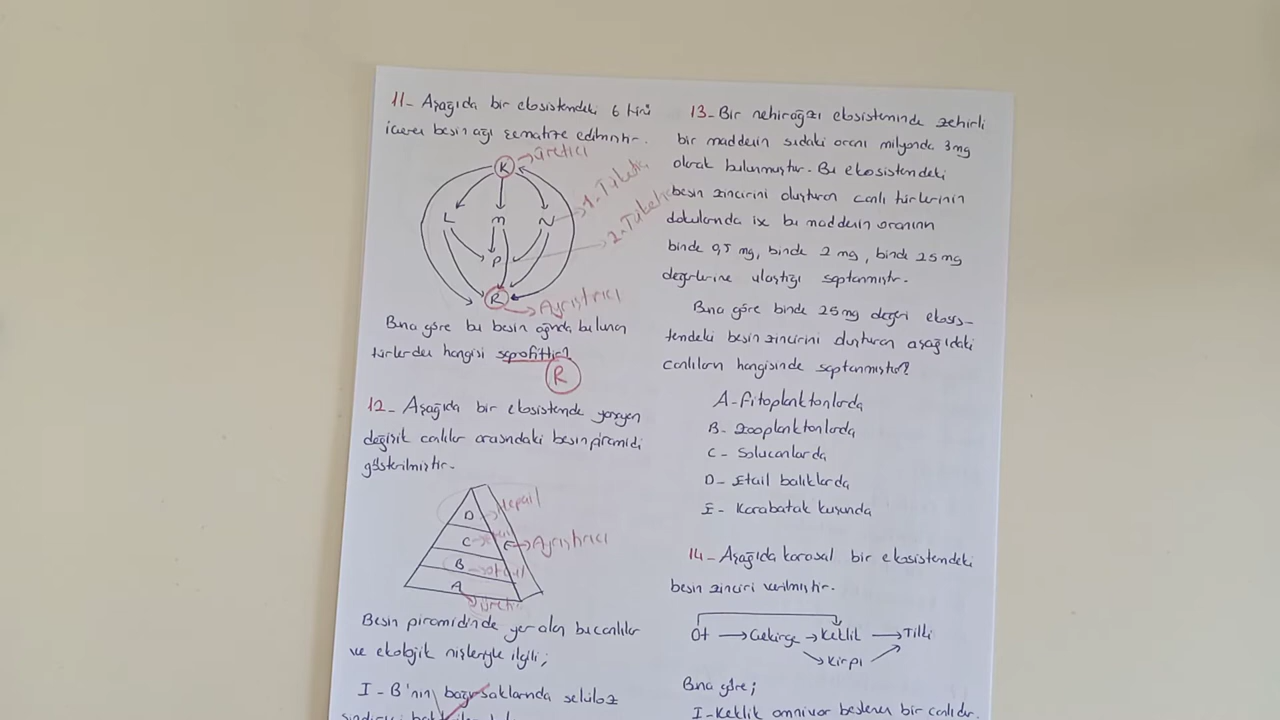 11- Aşağıda bir ekosistemdeki 6 türü
içeren besin ağı şematize edilmiştir.
K → üretici
L m N → 1. Tüketici
P → 2. Tüketici
R → Ayrıştırıcı
Buna göre bu besin ağında bulunan
türlerden hangisi saprofittir?
R
12- Aşağıda bir ekosistemde yaşayan
değişik canlılar arasındaki besin piramidi
gösterilmiştir.
D → Hepçil
C E → Ayrıştırıcı
B → otçul
A
Besin piramidinde yer alan bu canlılar
ve ekolojik nişleriyle ilgili;
I- B'nin bağırsaklarında selüloz
13- Bir nehirağzı ekosisteminde zehirli
bir maddenin sudaki oranı milyonda 3mg
olarak bulunmuştur. Bu ekosistemdeki
besin zincirini oluşturan canlı türlerinin
dokularında ise bu maddenin oranının
binde 0,5 mg, binde 2 mg, binde 25 mg
değerlerine ulaştığı saptanmıştır.
Buna göre binde 25mg değeri ekosis-
temdeki besin zincirini oluşturan aşağıdaki
canlıların hangisinde saptanmıştır?
A- Fitoplanktonlarda
B- Zooplanktonlarda
C- Solucanlarda
D- Etçil balıklarda
E- Karabatak kuşunda
14- Aşağıda karasal bir ekosistemdeki
besin zinciri verilmiştir.
Ot → Çekirge → Keklik → Tilki
Kirpi
Buna göre;
I- Keklik omnivor beslenen bir canlıdır.